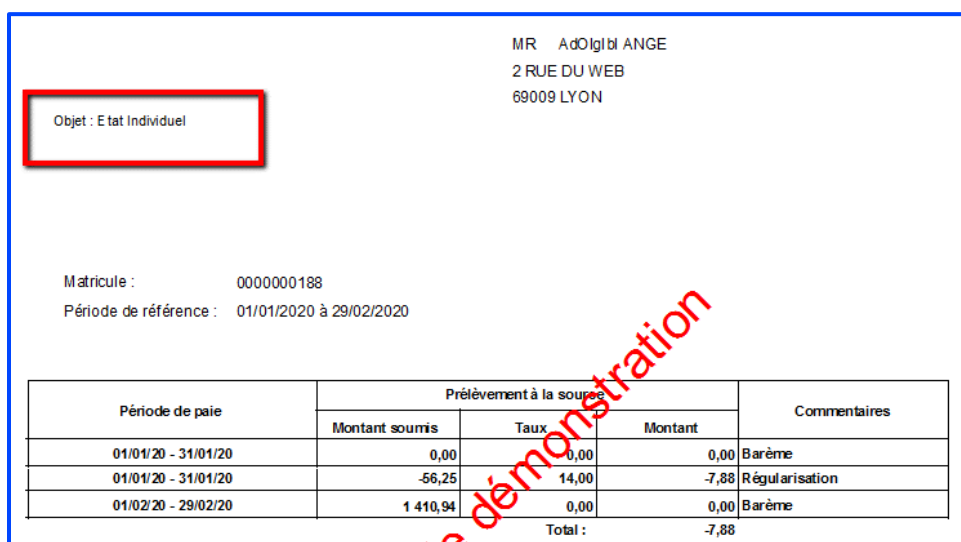 MR AdOlglbl ANGE
2 RUE DU WEB
69009 LYON
Objet : Etat Individuel
Matricule : 0000000188
Période de référence : 01/01/2020 à 29/02/2020
Période de paie Prélèvement à la source Commentaires
Montant soumis Taux Montant
01/01/20 - 31/01/20 0,00 0,00 0,00 Barème
01/01/20 - 31/01/20 -56,25 14,00 -7,88 Régularisation
01/02/20 - 29/02/20 1 410,94 0,00 0,00 Barème
Total : -7,88
e démonstration